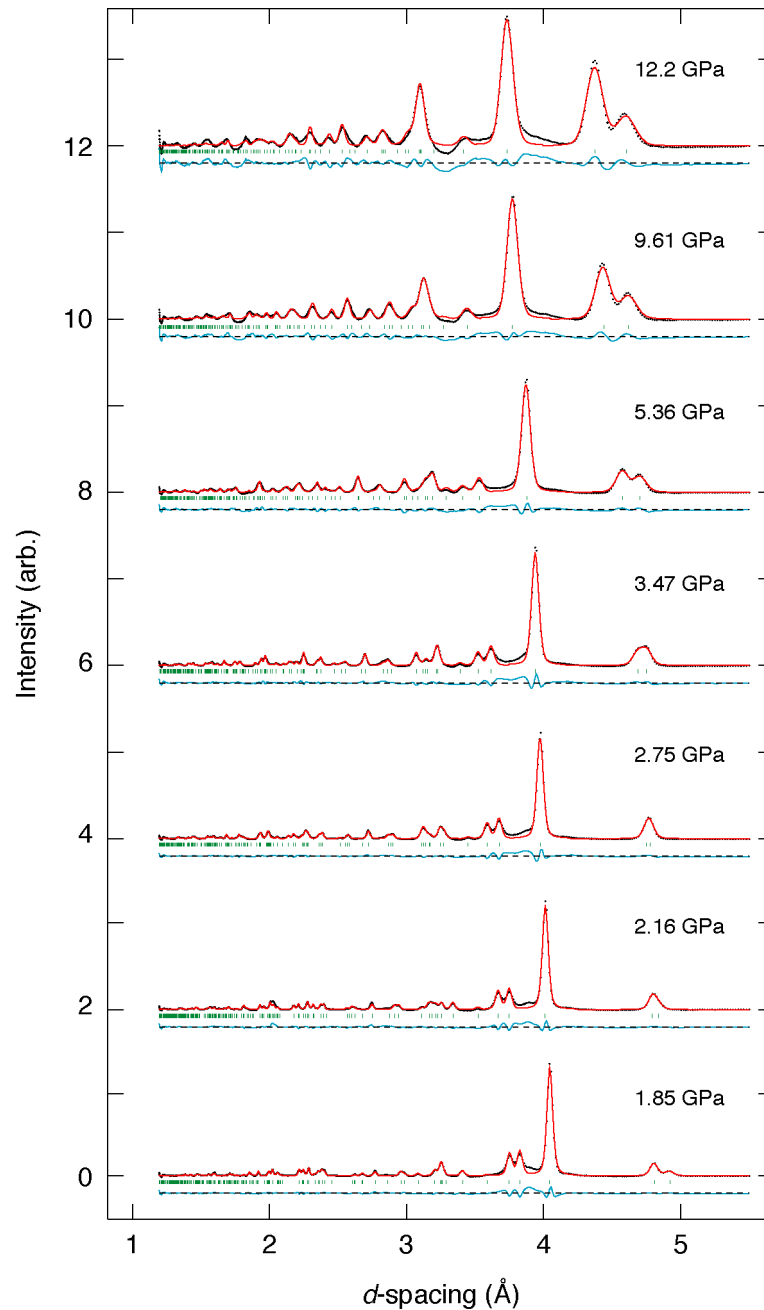 12.2 GPa
12
9.61 GPa
10
5.36 GPa
8
3.47 GPa
6
2.75 GPa
4
2.16 GPa
2
1.85 GPa
0
Intensity (arb.)
1 2 3 4 5
d-spacing (Å)